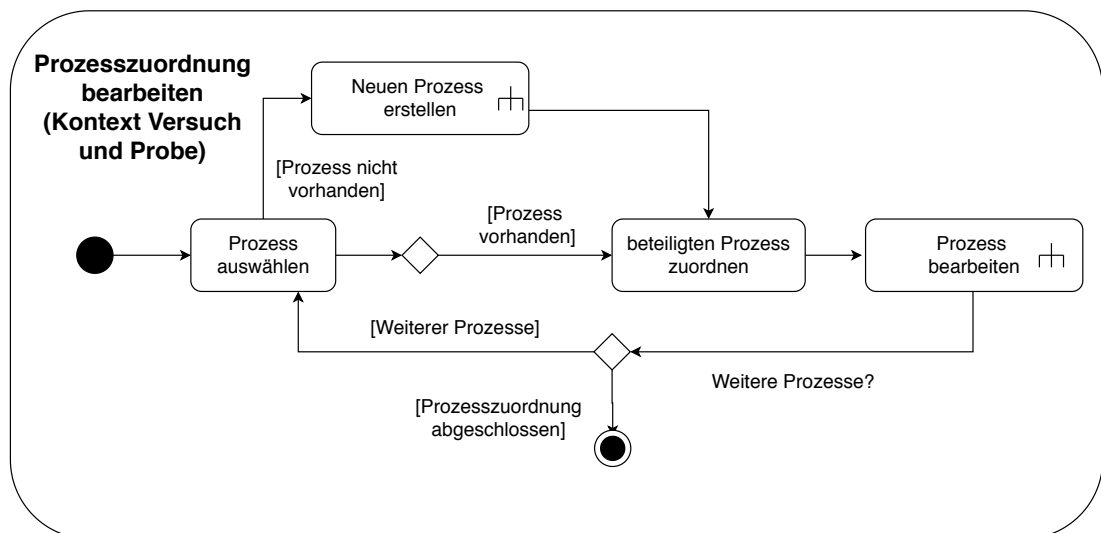 Prozesszuordnung
bearbeiten
(Kontext Versuch
und Probe)
Neuen Prozess
erstellen
[Prozess nicht
vorhanden]
[Prozess
vorhanden]
Prozess
auswählen
beteiligten Prozess
zuordnen
Prozess
bearbeiten
[Weiterer Prozesse]
Weitere Prozesse?
[Prozesszuordnung
abgeschlossen]